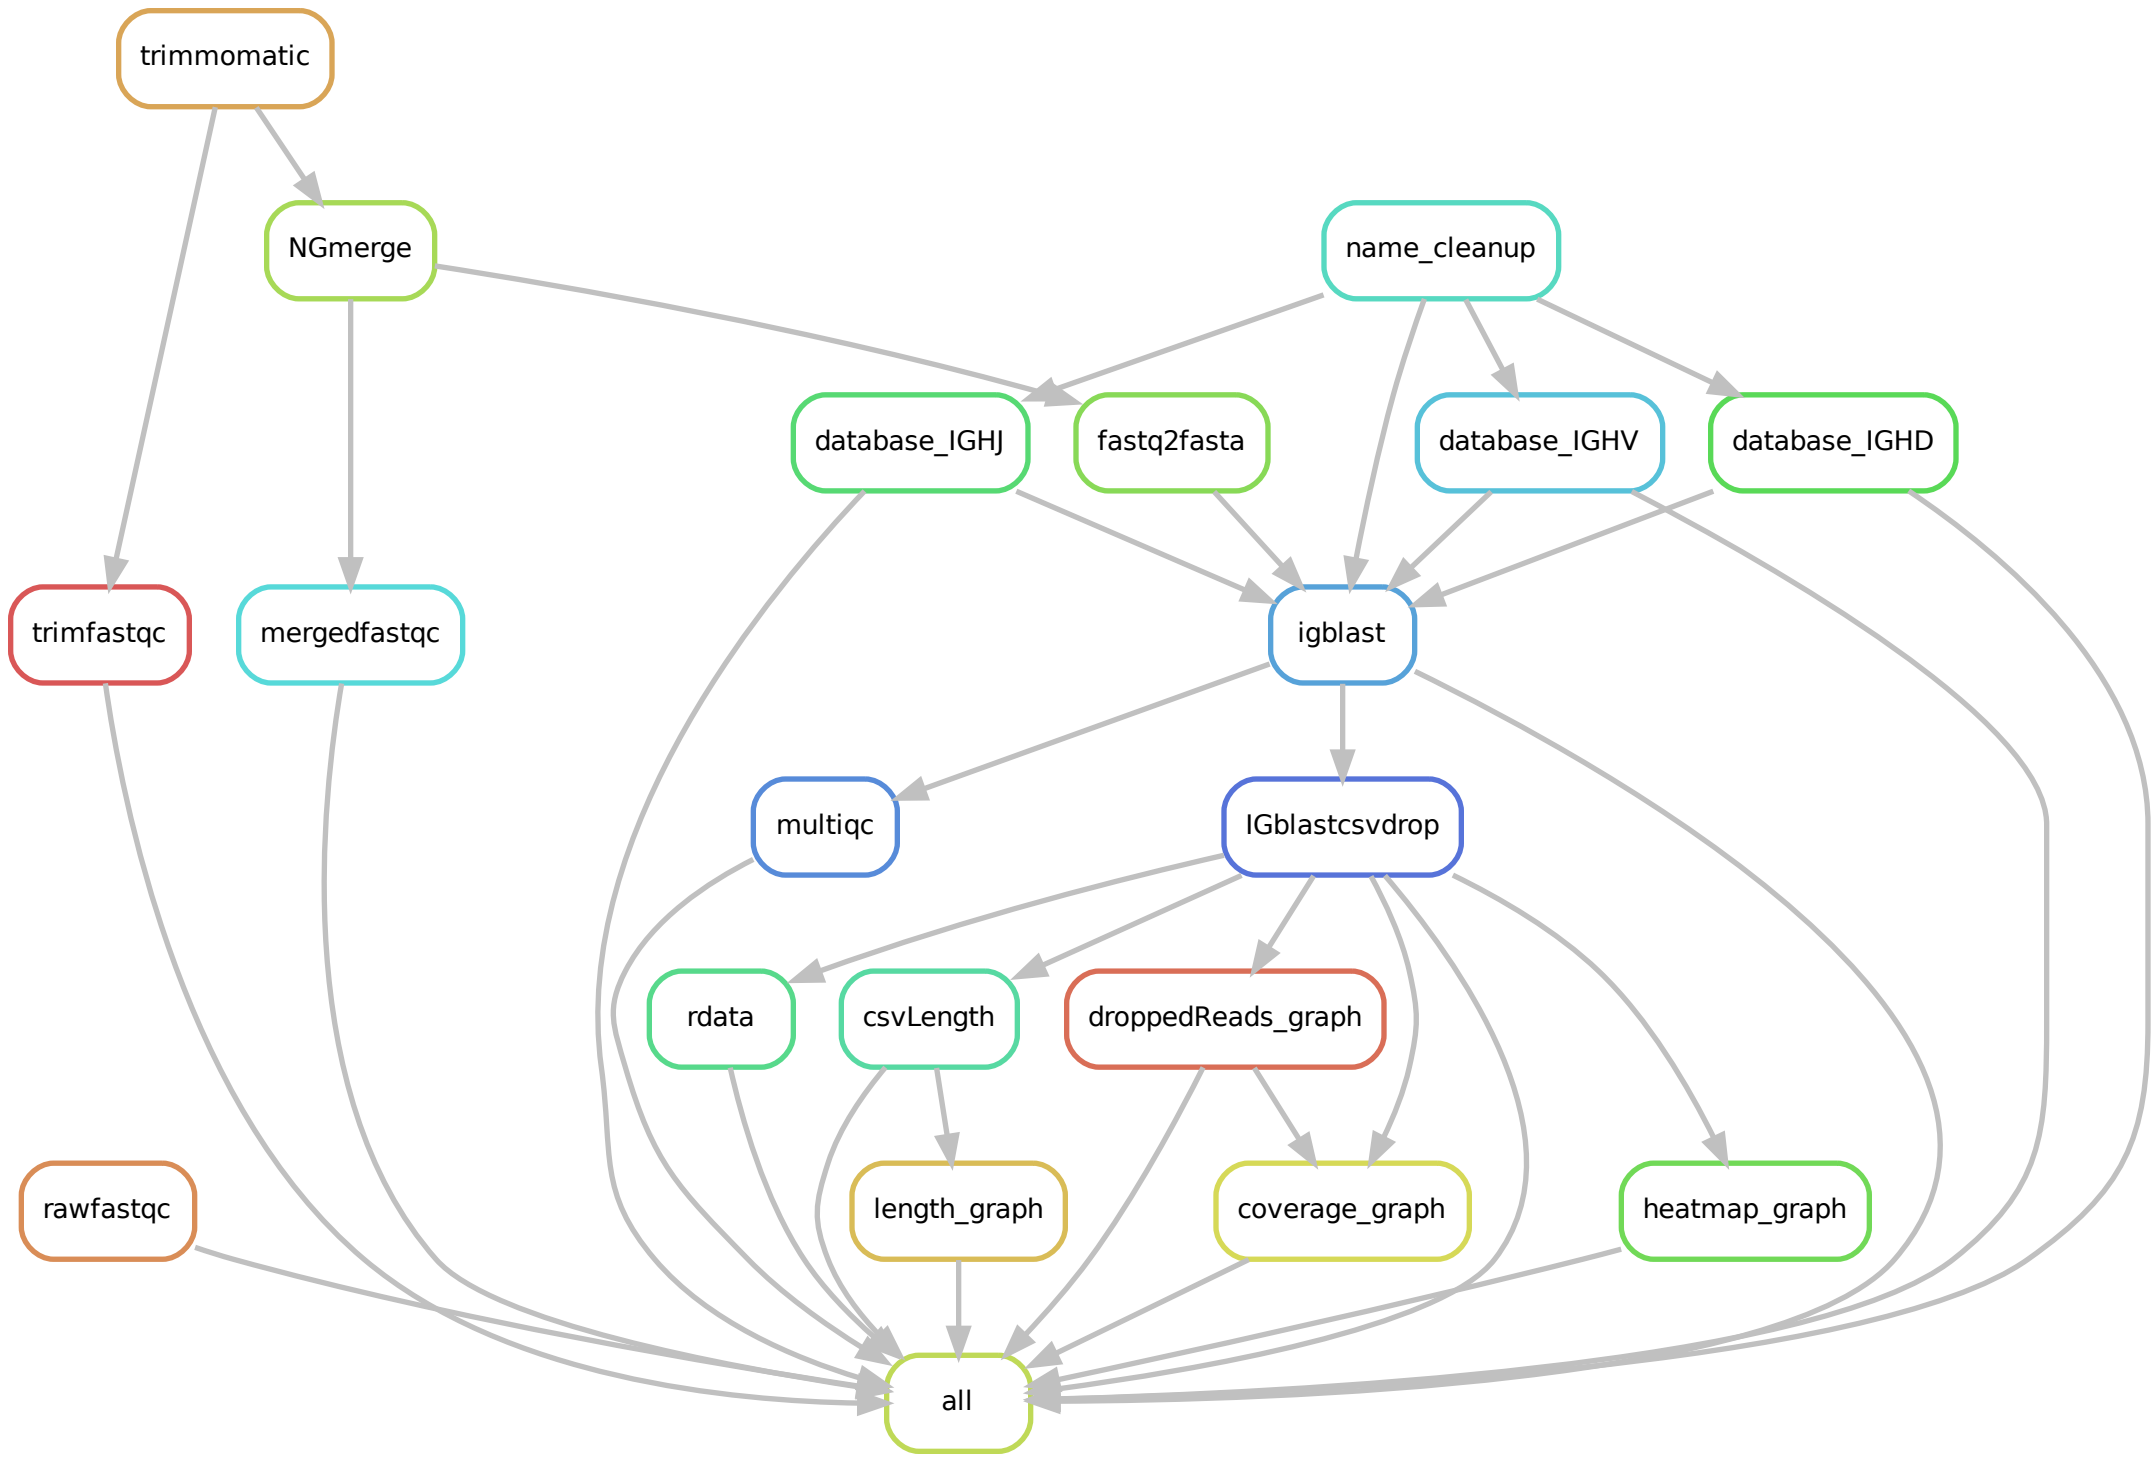 trimmomatic
NGmerge
name_cleanup
database_IGHJ
fastq2fasta
database_IGHV
database_IGHD
trimfastqc
mergedfastqc
igblast
multiqc
IGblastcsvdrop
rdata
csvLength
droppedReads_graph
rawfastqc
length_graph
coverage_graph
heatmap_graph
all